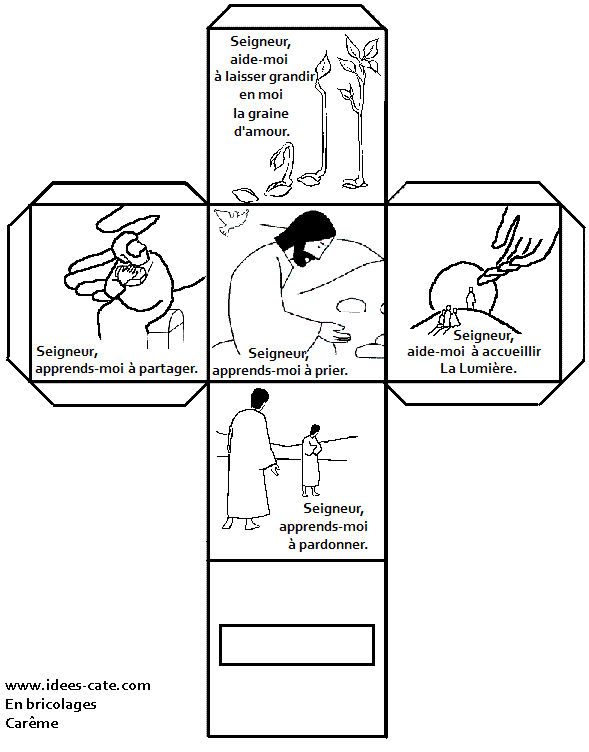 Seigneur,
aide-moi
à laisser grandir
en moi
la graine
d'amour.
Seigneur,
apprends-moi à partager.
Seigneur,
apprends-moi à prier.
Seigneur,
aide-moi à accueillir
La Lumière.
Seigneur,
apprends-moi
à pardonner.
www.idees-cate.com
En bricolages
Carême